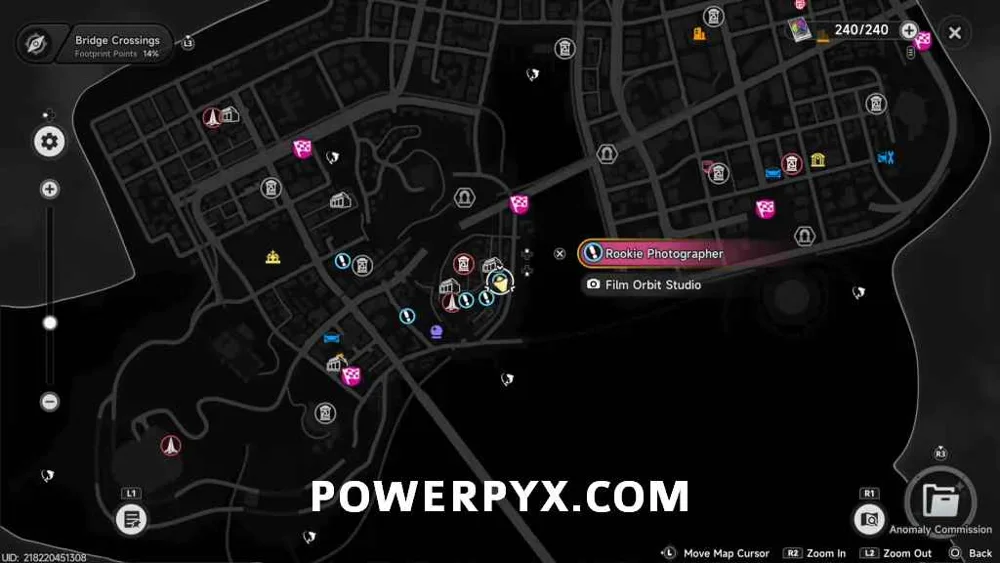 Bridge Crossings
Footprint Points 14%
L3
240/240
Rookie Photographer
Film Orbit Studio
L1
R3
R1
Anomaly Commission
POWERPYX.COM
UID: 218220451308
L Move Map Cursor R2 Zoom In L2 Zoom Out Back